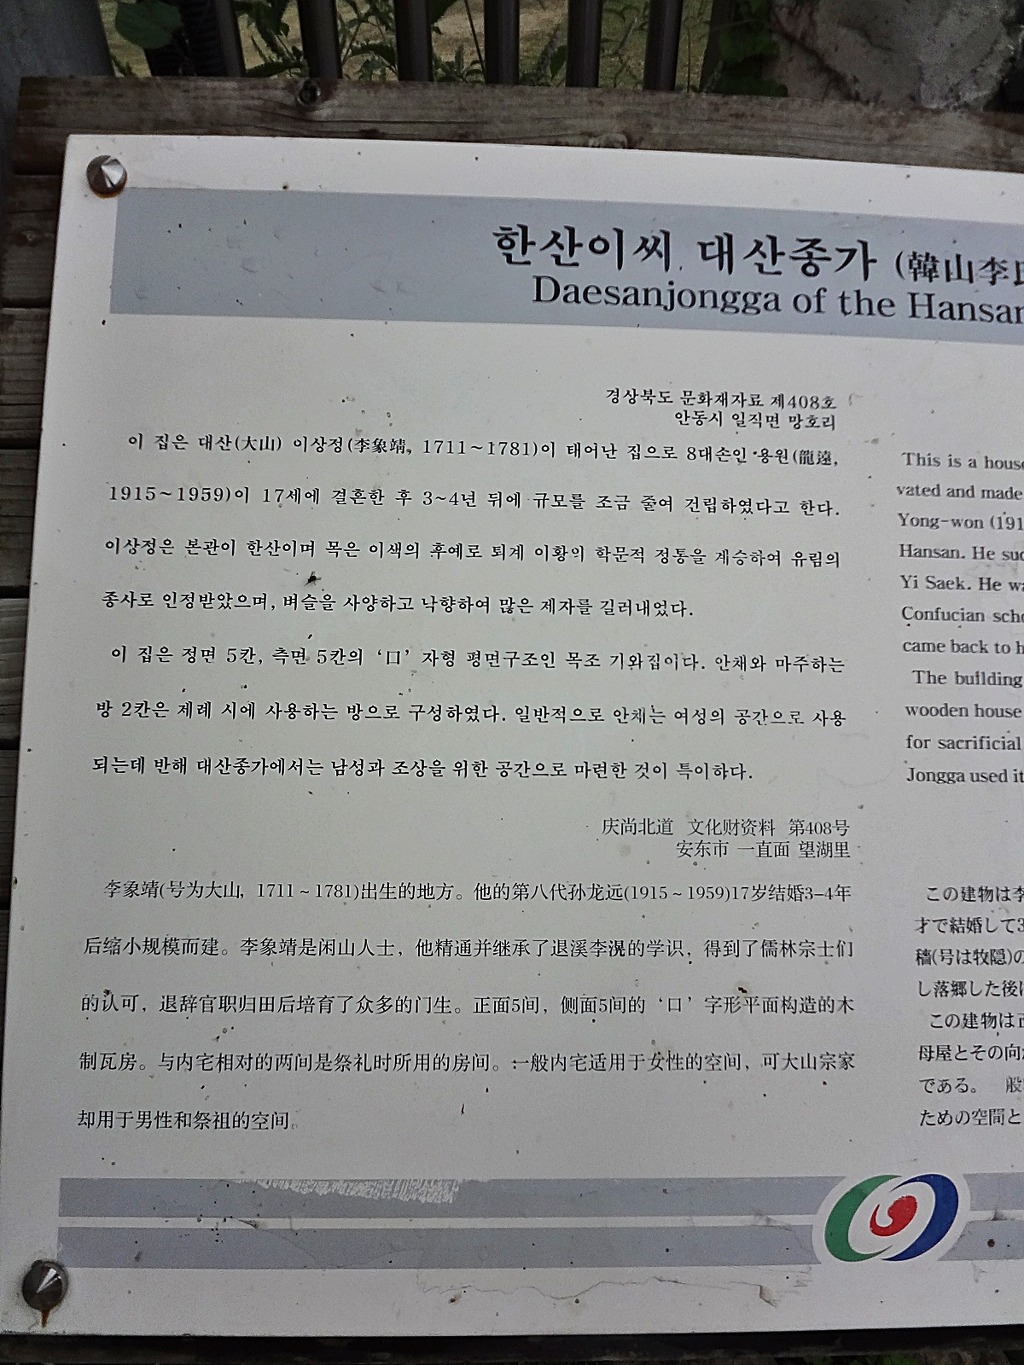 한산이씨 대산종가 (韓山李氏
Daesanjongga of the Hansan
경상북도 문화재자료 제408호
안동시 일직면 망호리
이 집은 대산(大山) 이상정(李象靖, 1711~1781)이 태어난 집으로 8대손인 용원(龍遠,
1915~1959)이 17세에 결혼한 후 3~4년 뒤에 규모를 조금 줄여 건립하였다고 한다.
이상정은 본관이 한산이며 목은 이색의 후예로 퇴계 이황의 학문적 정통을 계승하여 유림의
종사로 인정받았으며, 벼슬을 사양하고 낙향하여 많은 제자를 길러내었다.
이 집은 정면 5칸, 측면 5칸의 ‘口’ 자형 평면구조인 목조 기와집이다. 안채와 마주하는
방 2칸은 제례 시에 사용하는 방으로 구성하였다. 일반적으로 안채는 여성의 공간으로 사용
되는데 반해 대산종가에서는 남성과 조상을 위한 공간으로 마련한 것이 특이하다.
This is a house
vated and made
Yong-won (191
Hansan. He suc
Yi Saek. He wa
Confucian scho
came back to h
The building
wooden house
for sacrificial
Jongga used it
庆尚北道 文化财资料 第408号
安东市 一直面 望湖里
李象靖(号为大山, 1711~1781)出生的地方。他的第八代孙龙远(1915~1959)17岁结婚3-4年
后缩小规模而建。李象靖是闲山人士，他精通并继承了退溪李滉的学识，得到了儒林宗士们
的认可，退辞官职归田后培育了众多的门生。正面5间，侧面5间的‘口’字形平面构造的木
制瓦房。与内宅相对的两间是祭礼时所用的房间。一般内宅适用于女性的空间，可大山宗家
却用于男性和祭祖的空间。
この建物は李
才で結婚して3
穡(号は牧隠)の
し落郷した後に
この建物は正
母屋とその向か
である。 般
ための空間と